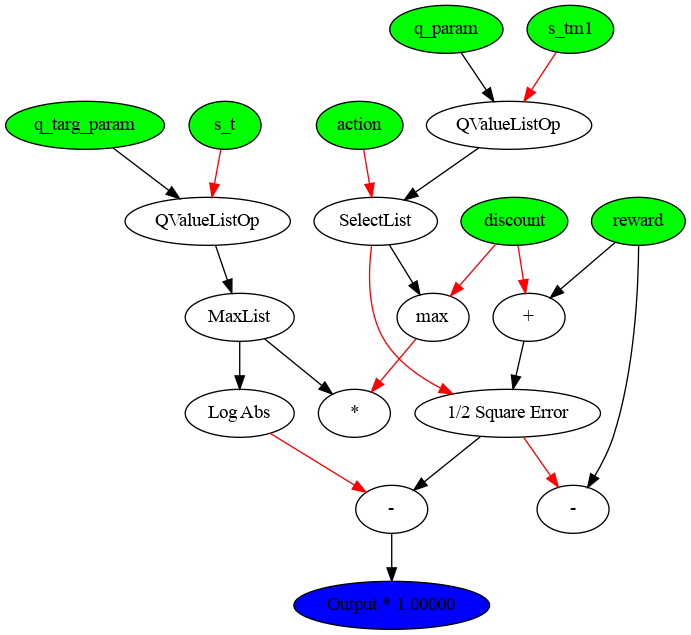 q_param
s_tm1
q_targ_param
s_t
action
QValueListOp
QValueListOp
SelectList
discount
reward
MaxList
max
+
Log Abs
*
1/2 Square Error
-
-
Output * 1.00000